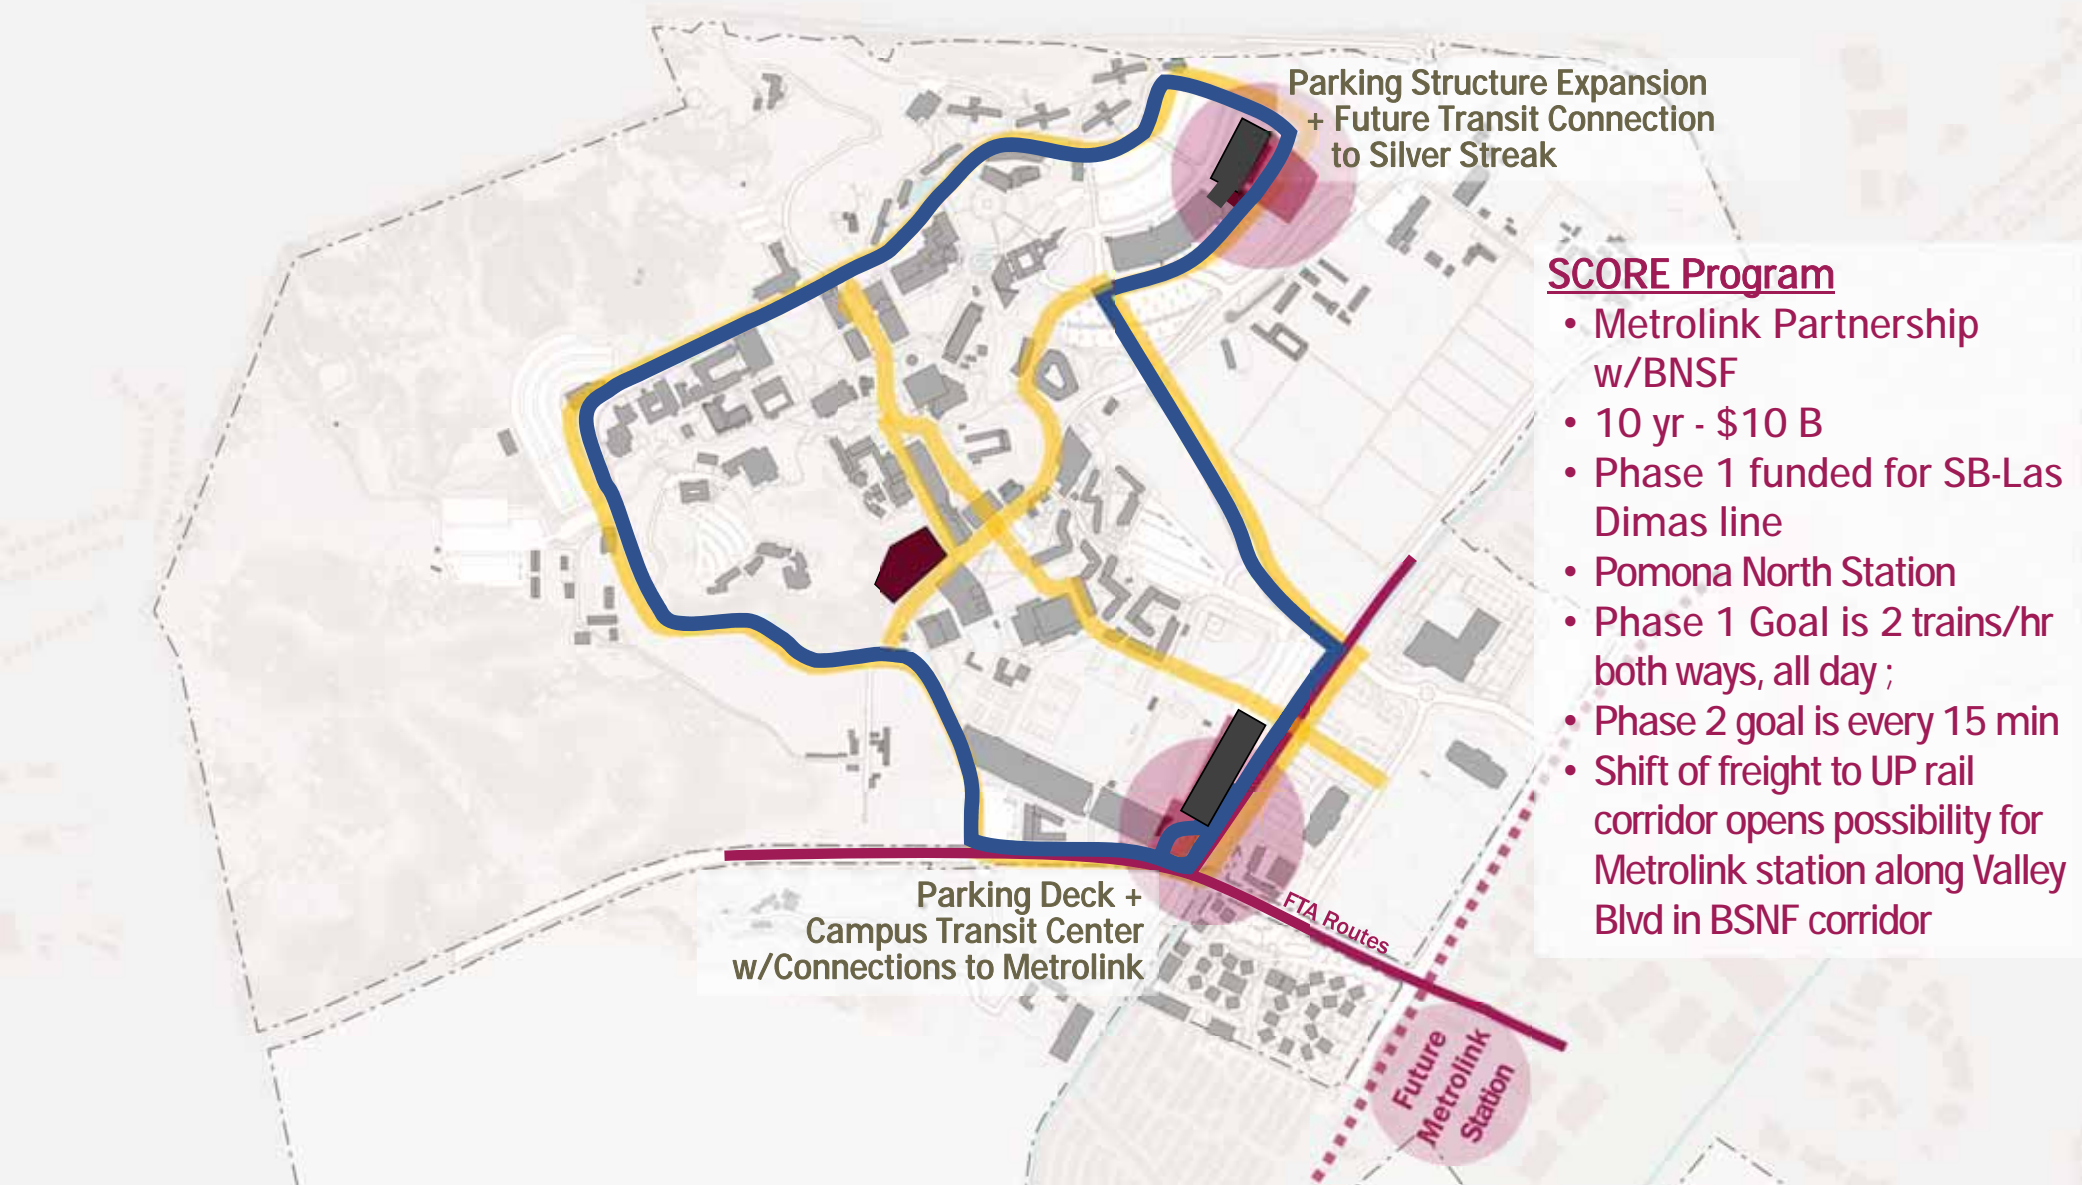 Parking Structure Expansion
+ Future Transit Connection
to Silver Streak
SCORE Program
• Metrolink Partnership
w/BNSF
• 10 yr - $10 B
• Phase 1 funded for SB-Las
Dimas line
• Pomona North Station
• Phase 1 Goal is 2 trains/hr
both ways, all day ;
• Phase 2 goal is every 15 min
• Shift of freight to UP rail
corridor opens possibility for
Metrolink station along Valley
Blvd in BSNF corridor
Parking Deck +
Campus Transit Center
w/Connections to Metrolink
FTA Routes
Future
Metrolink
Station